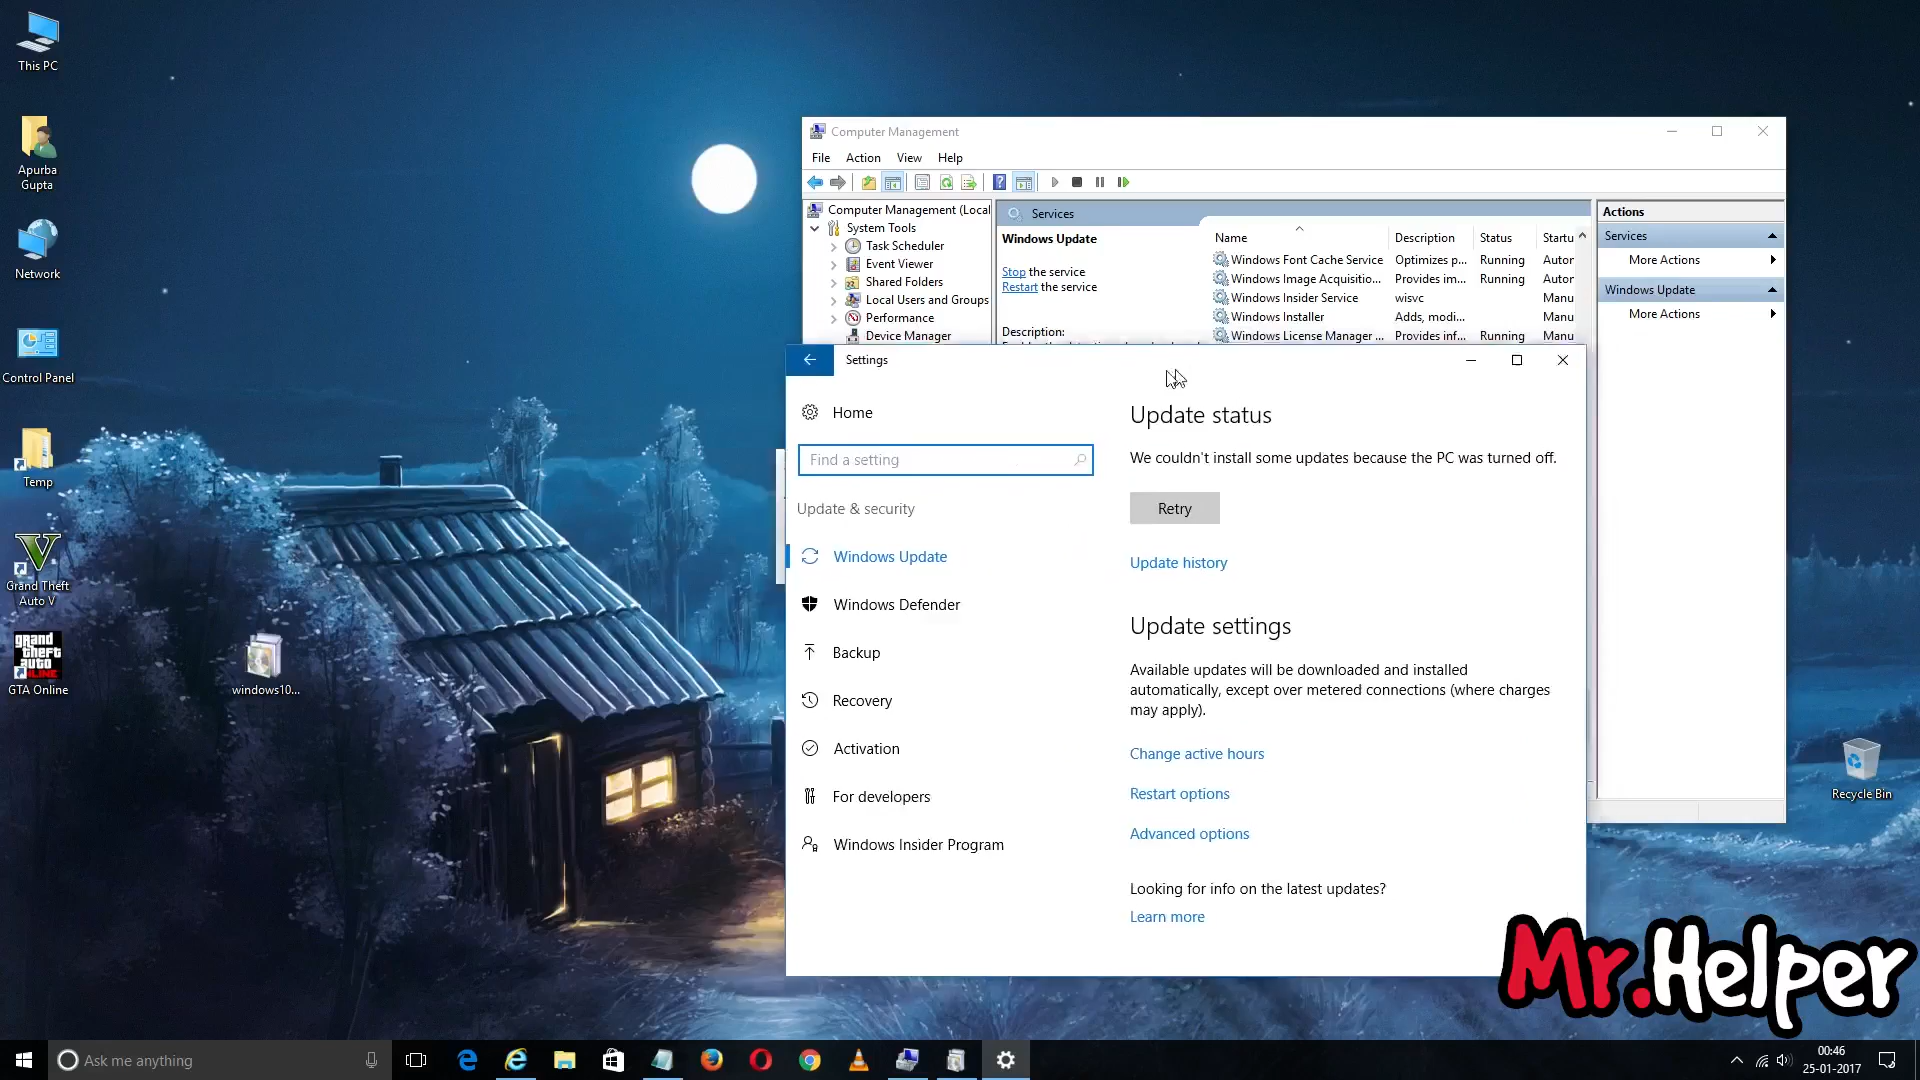 This PC
Apurba
Gupta
Network
Control Panel
Temp
Grand Theft
Auto V
grand
theft
auto
ONLINE
GTA Online
windows10...
Recycle Bin
Computer Management
File Action View Help
Computer Management (Local
System Tools
Task Scheduler
Event Viewer
Shared Folders
Local Users and Groups
Performance
Device Manager
Services
Windows Update
Stop the service
Restart the service
Description:
Name Description Status Startu
Windows Font Cache Service Optimizes p... Running Autor
Windows Image Acquisitio... Provides im... Running Autor
Windows Insider Service wisvc Manu
Windows Installer Adds, modi... Manu
Windows License Manager ... Provides inf... Running Manu
Actions
Services
More Actions
Windows Update
More Actions
Settings
Home
Find a setting
Update & security
Windows Update
Windows Defender
Backup
Recovery
Activation
For developers
Windows Insider Program
Update status
We couldn't install some updates because the PC was turned off.
Retry
Update history
Update settings
Available updates will be downloaded and installed
automatically, except over metered connections (where charges
may apply).
Change active hours
Restart options
Advanced options
Looking for info on the latest updates?
Learn more
Mr.Helper
Ask me anything
00:46
25-01-2017